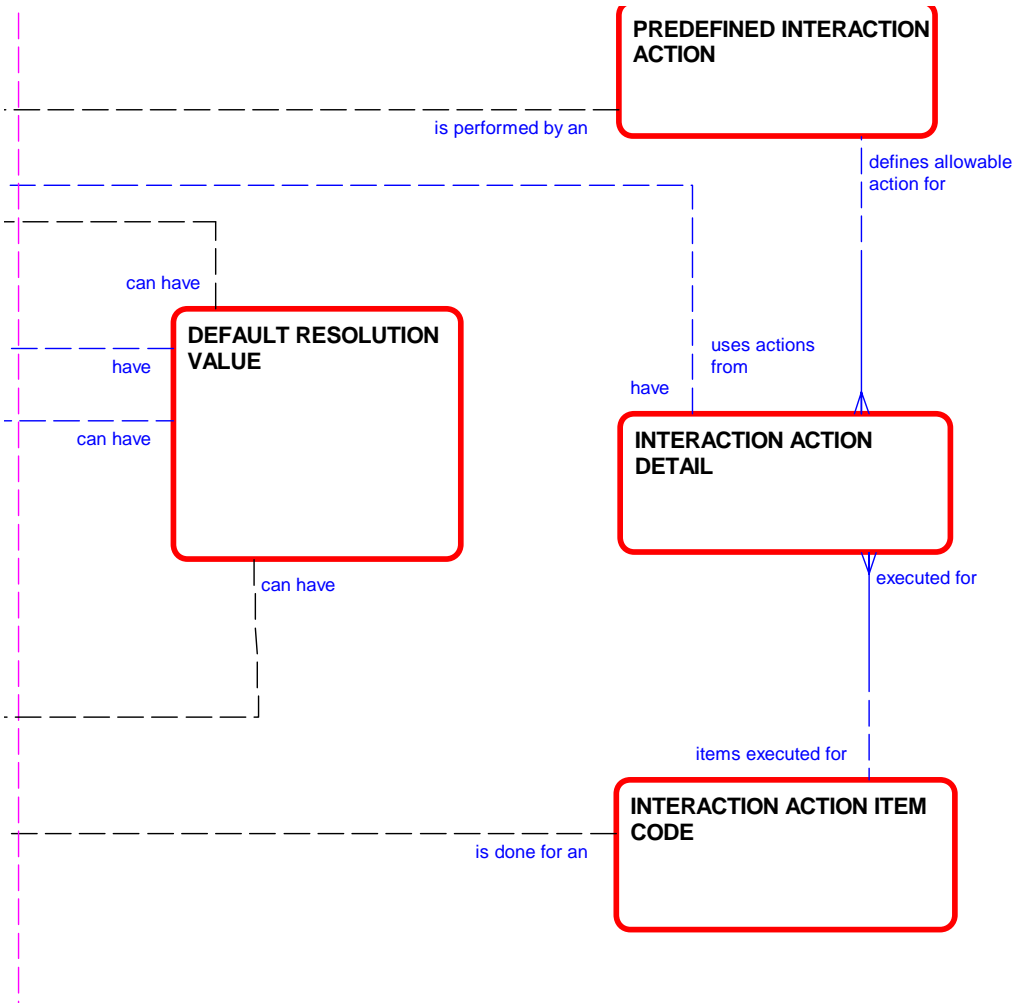 PREDEFINED INTERACTION
ACTION
is performed by an
defines allowable
action for
can have
DEFAULT RESOLUTION
VALUE
have
can have
uses actions
from
have
INTERACTION ACTION
DETAIL
can have
executed for
items executed for
INTERACTION ACTION ITEM
CODE
is done for an